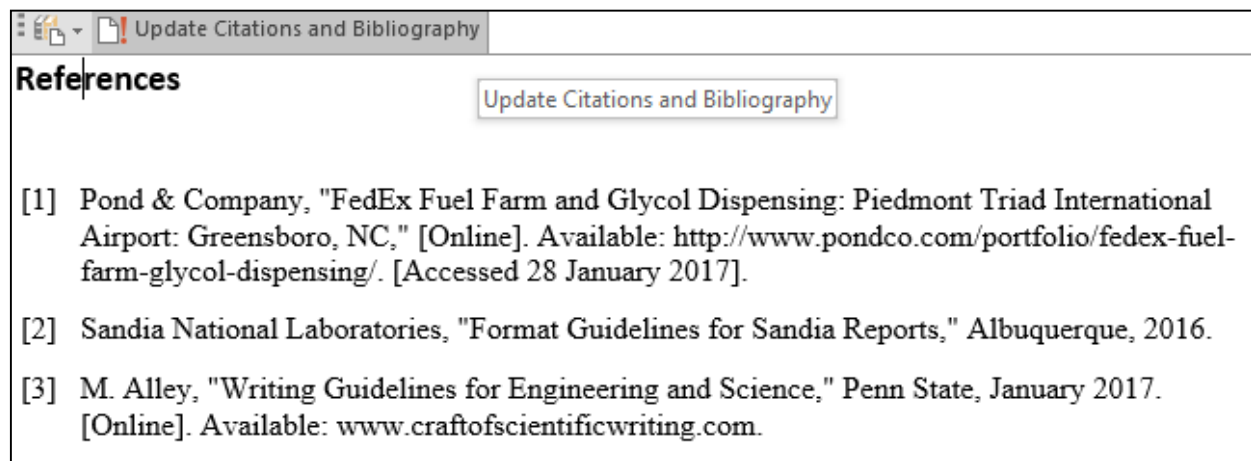 Update Citations and Bibliography
References
Update Citations and Bibliography
[1] Pond & Company, "FedEx Fuel Farm and Glycol Dispensing: Piedmont Triad International
Airport: Greensboro, NC," [Online]. Available: http://www.pondco.com/portfolio/fedex-fuel-
farm-glycol-dispensing/. [Accessed 28 January 2017].
[2] Sandia National Laboratories, "Format Guidelines for Sandia Reports," Albuquerque, 2016.
[3] M. Alley, "Writing Guidelines for Engineering and Science," Penn State, January 2017.
[Online]. Available: www.craftofscientificwriting.com.